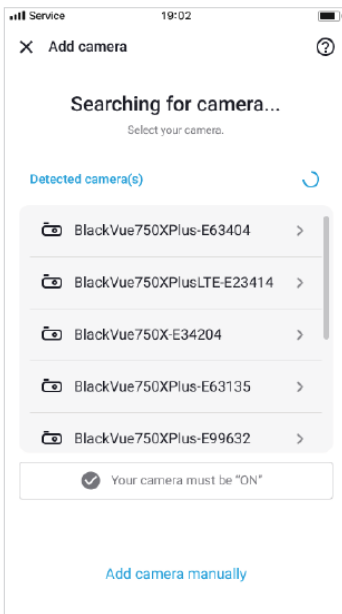 Service 19:02
Add camera
Searching for camera...
Select your camera.
Detected camera(s)
BlackVue750XPlus-E63404
BlackVue750XPlusLTE-E23414
BlackVue750X-E34204
BlackVue750XPlus-E63135
BlackVue750XPlus-E99632
Your camera must be “ON”
Add camera manually